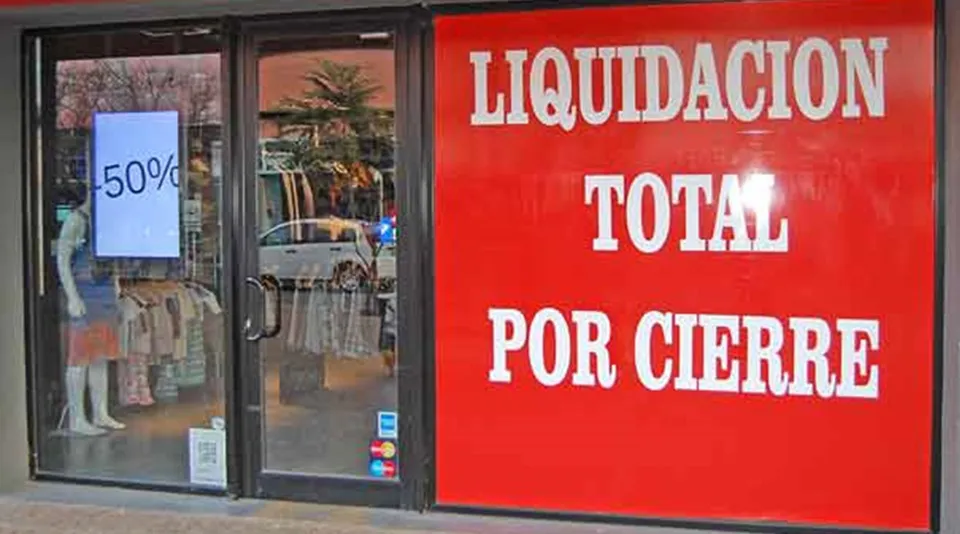 -50%
LIQUIDACION
TOTAL
POR CIERRE